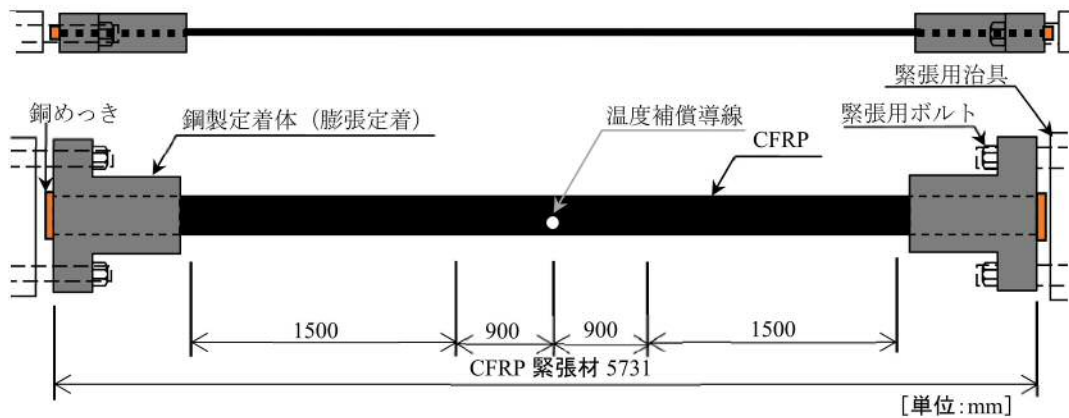 緊張用治具
銅めっき
鋼製定着体（膨張定着）
温度補償導線
緊張用ボルト
CFRP
1500
900
900
1500
CFRP 緊張材 5731
[単位:mm]